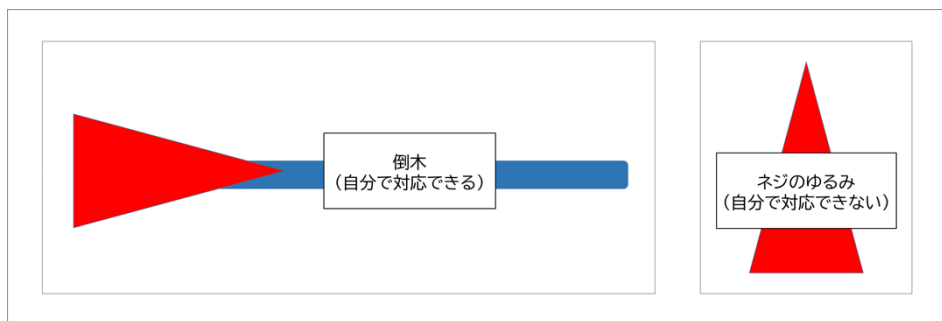 倒木
（自分で対応できる）
ネジのゆるみ
（自分で対応できない）